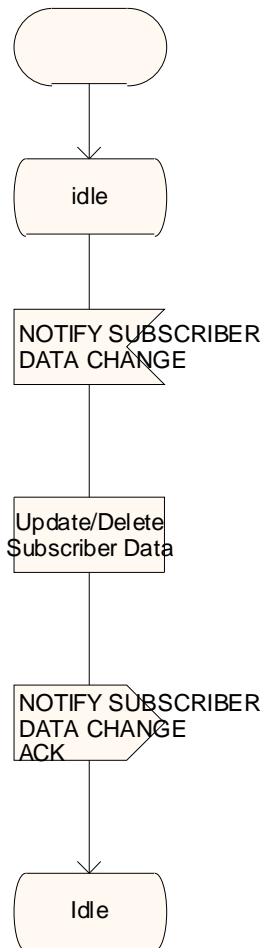 idle
NOTIFY SUBSCRIBER
DATA CHANGE
Update/Delete
Subscriber Data
NOTIFY SUBSCRIBER
DATA CHANGE
ACK
Idle